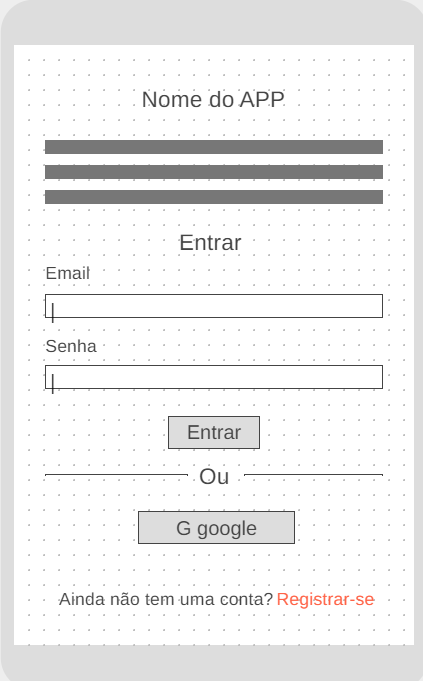 Nome do APP
Entrar
Email
Senha
Entrar
Ou
G google
Ainda não tem uma conta? Registrar-se